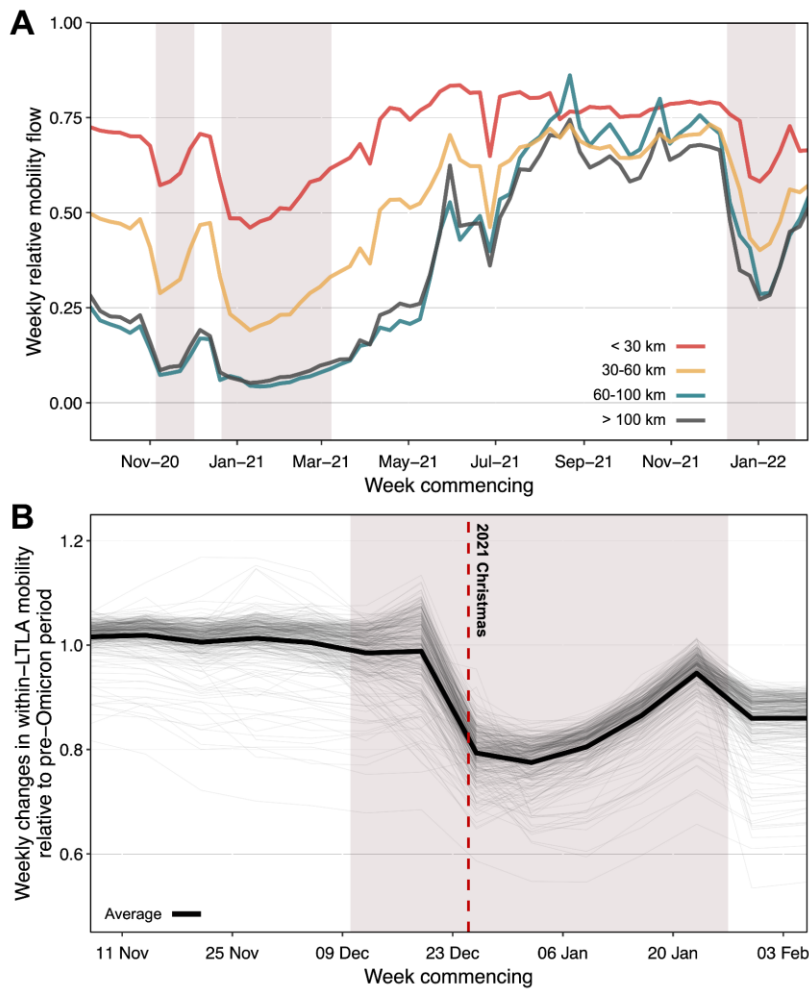 A
Weekly relative mobility flow
1.00
0.75
0.50
0.25
0.00
< 30 km
30-60 km
60-100 km
> 100 km
Nov−20
Jan−21
Mar−21
May−21
Jul−21
Sep−21
Nov−21
Jan−22
Week commencing
B
Weekly changes in within−LTLA mobility
relative to pre−Omicron period
1.2
1.0
0.8
0.6
2021 Christmas
Average
11 Nov
25 Nov
09 Dec
23 Dec
06 Jan
20 Jan
03 Feb
Week commencing